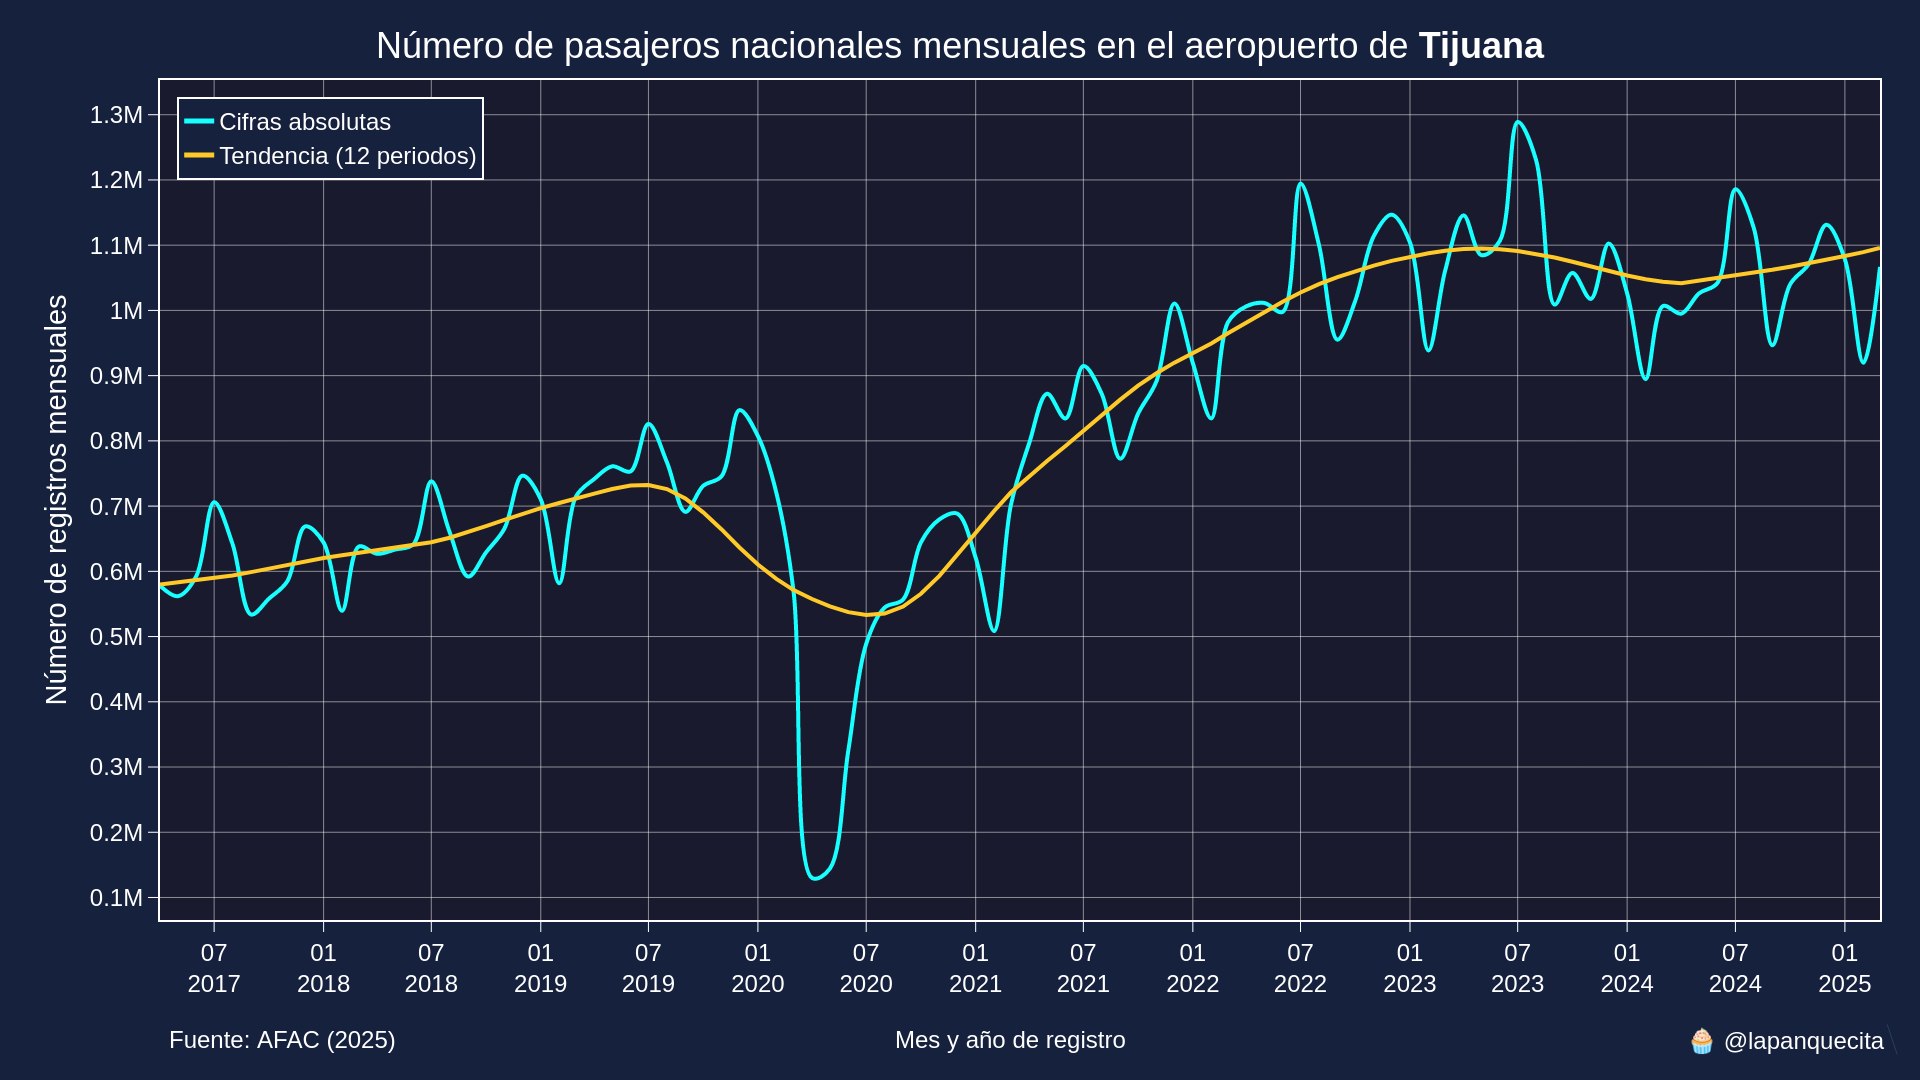 Número de pasajeros nacionales mensuales en el aeropuerto de Tijuana
Cifras absolutas
Tendencia (12 periodos)
Número de registros mensuales
1.3M
1.2M
1.1M
1M
0.9M
0.8M
0.7M
0.6M
0.5M
0.4M
0.3M
0.2M
0.1M
07 01 07 01 07 01 07 01 07 01 07 01 07 01 07 01
2017 2018 2018 2019 2019 2020 2020 2021 2021 2022 2022 2023 2023 2024 2024 2025
Fuente: AFAC (2025) Mes y año de registro 🧁 @lapanquecita